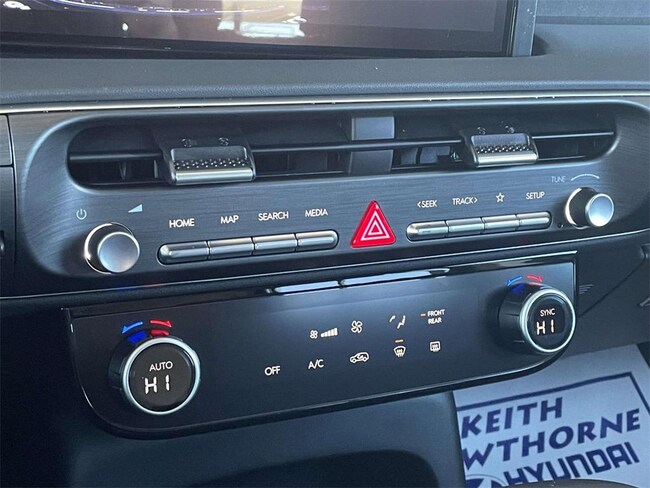 HOME MAP SEARCH MEDIA
<SEEK TRACK> SETUP
TUNE
FRONT
REAR
OFF A/C
AUTO
HI
SYNC
HI
KEITH
WTHORNE
HYUNDAI